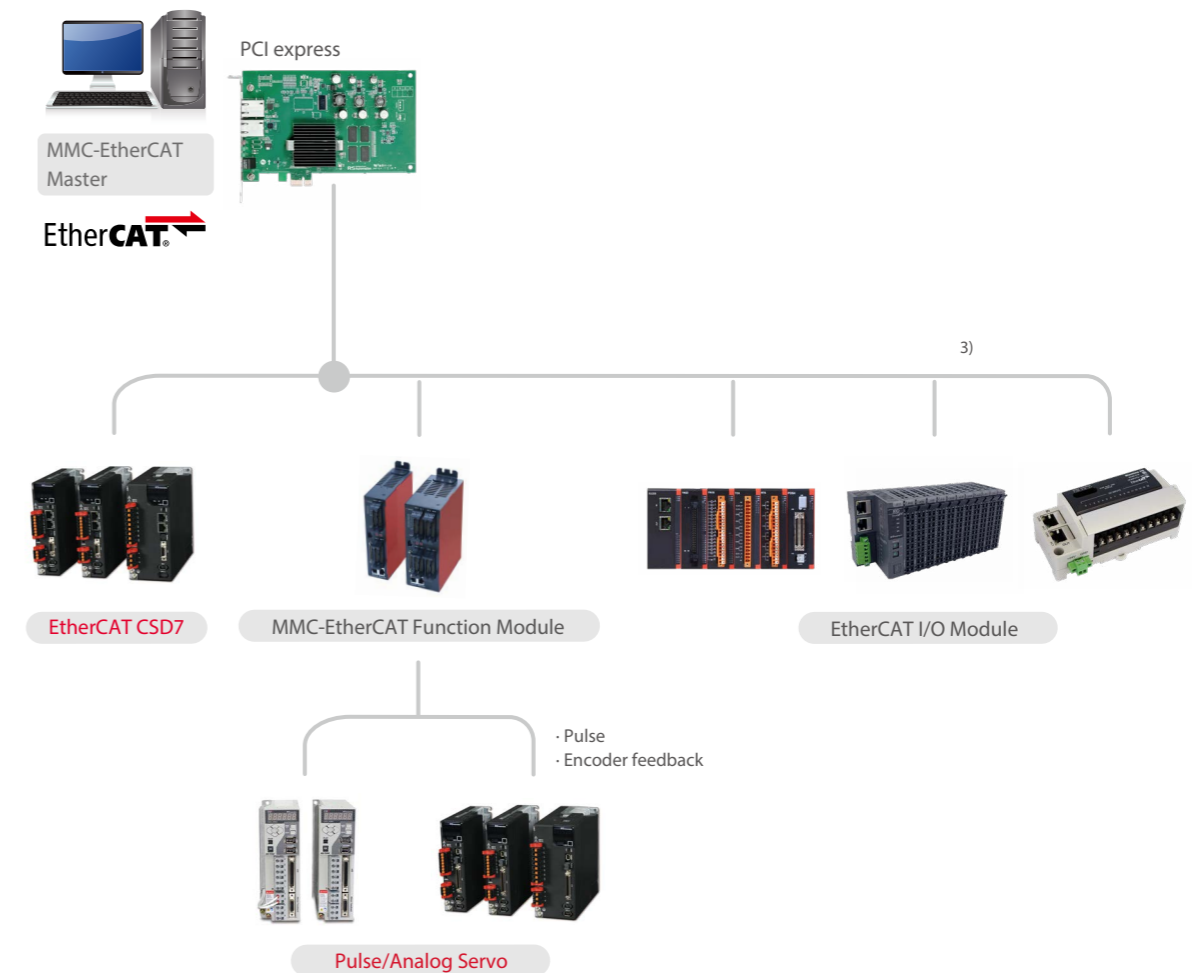 PCI express
MMC-EtherCAT
Master
EtherCAT®
3)
EtherCAT CSD7
MMC-EtherCAT Function Module
EtherCAT I/O Module
· Pulse
· Encoder feedback
Pulse/Analog Servo